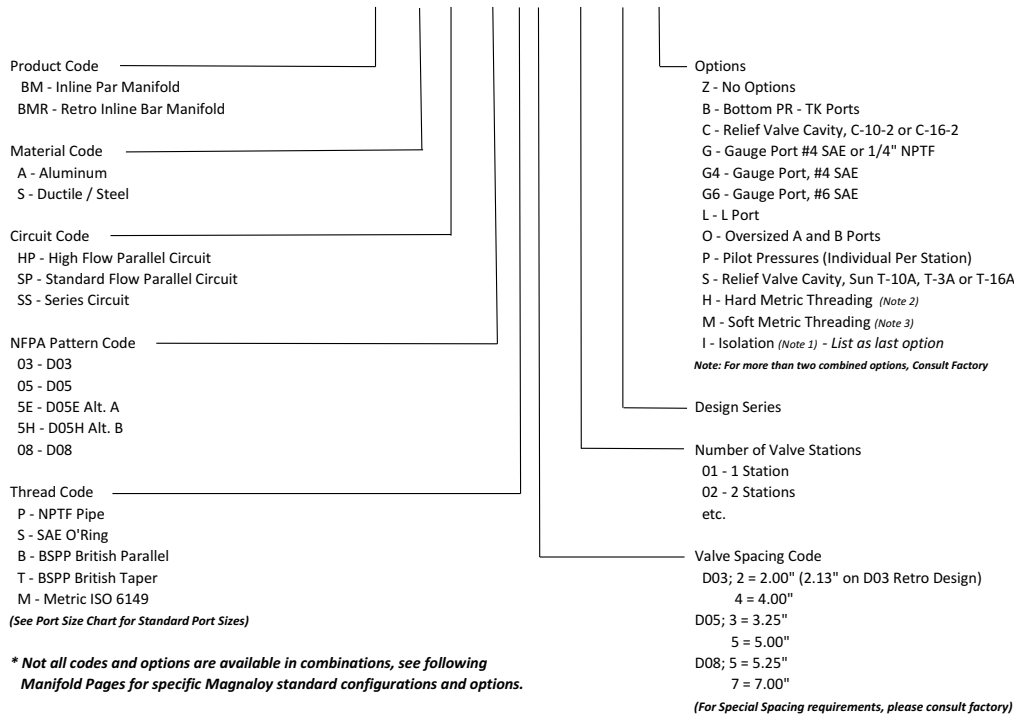 Product Code
BM - Inline Par Manifold
BMR - Retro Inline Bar Manifold
Material Code
A - Aluminum
S - Ductile / Steel
Circuit Code
HP - High Flow Parallel Circuit
SP - Standard Flow Parallel Circuit
SS - Series Circuit
NFPA Pattern Code
03 - D03
05 - D05
5E - D05E Alt. A
5H - D05H Alt. B
08 - D08
Thread Code
P - NPTF Pipe
S - SAE O'Ring
B - BSPP British Parallel
T - BSPP British Taper
M - Metric ISO 6149
(See Port Size Chart for Standard Port Sizes)
* Not all codes and options are available in combinations, see following
Manifold Pages for specific Magnaloy standard configurations and options.
Options
Z - No Options
B - Bottom PR - TK Ports
C - Relief Valve Cavity, C-10-2 or C-16-2
G - Gauge Port #4 SAE or 1/4" NPTF
G4 - Gauge Port, #4 SAE
G6 - Gauge Port, #6 SAE
L - L Port
O - Oversized A and B Ports
P - Pilot Pressures (Individual Per Station)
S - Relief Valve Cavity, Sun T-10A, T-3A or T-16A
H - Hard Metric Threading (Note 2)
M - Soft Metric Threading (Note 3)
I - Isolation (Note 1) - List as last option
Note: For more than two combined options, Consult Factory
Design Series
Number of Valve Stations
01 - 1 Station
02 - 2 Stations
etc.
Valve Spacing Code
D03; 2 = 2.00" (2.13" on D03 Retro Design)
4 = 4.00"
D05; 3 = 3.25"
5 = 5.00"
D08; 5 = 5.25"
7 = 7.00"
(For Special Spacing requirements, please consult factory)